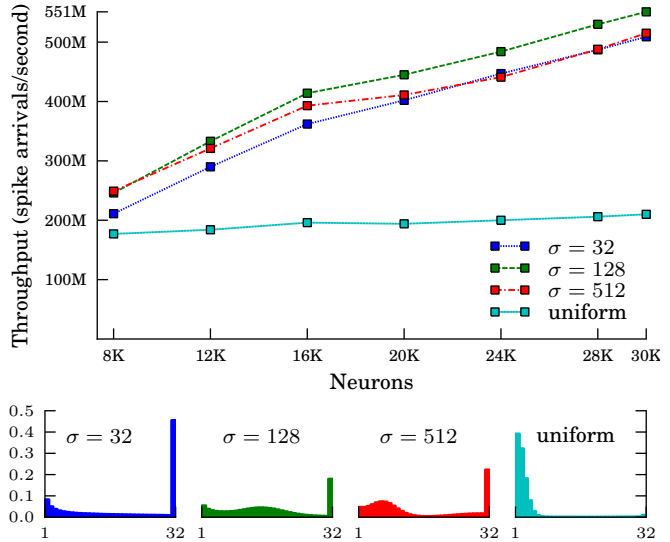 551M
500M
400M
300M
200M
100M
Throughput (spike arrivals/second)
σ = 32
σ = 128
σ = 512
uniform
8K 12K 16K 20K 24K 28K 30K
Neurons
0.5
0.4
0.3
0.2
0.1
0.0
σ = 32 σ = 128 σ = 512 uniform
1 32 1 32 1 32 1 32